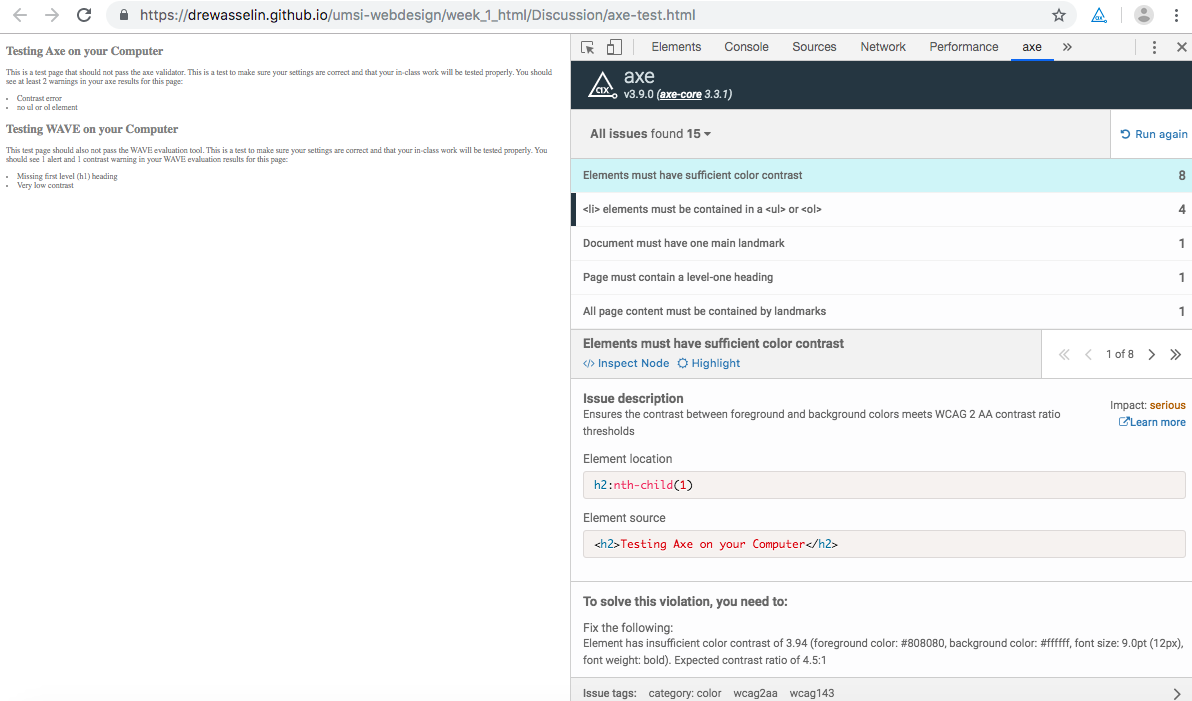 https://drewasselin.github.io/umsi-webdesign/week_1_html/Discussion/axe-test.html
Testing Axe on your Computer
This is a test page that should not pass the axe validator. This is a test to make sure your settings are correct and that your in-class work will be tested properly. You should
see at least 2 warnings in your axe results for this page:
• Contrast error
• no ul or ol element
Testing WAVE on your Computer
This test page should also not pass the WAVE evaluation tool. This is a test to make sure your settings are correct and that your in-class work will be tested properly. You
should see 1 alert and 1 contrast warning in your WAVE evaluation results for this page:
• Missing first level (h1) heading
• Very low contrast
Elements Console Sources Network Performance axe »
axe
v3.9.0 (axe-core 3.3.1)
All issues found 15
Run again
Elements must have sufficient color contrast 8
<li> elements must be contained in a <ul> or <ol> 4
Document must have one main landmark 1
Page must contain a level-one heading 1
All page content must be contained by landmarks 1
Elements must have sufficient color contrast
</> Inspect Node Highlight
1 of 8
Issue description
Ensures the contrast between foreground and background colors meets WCAG 2 AA contrast ratio
thresholds
Impact: serious
Learn more
Element location
h2:nth-child(1)
Element source
<h2>Testing Axe on your Computer</h2>
To solve this violation, you need to:
Fix the following:
Element has insufficient color contrast of 3.94 (foreground color: #808080, background color: #ffffff, font size: 9.0pt (12px),
font weight: bold). Expected contrast ratio of 4.5:1
Issue tags: category: color wcag2aa wcag143